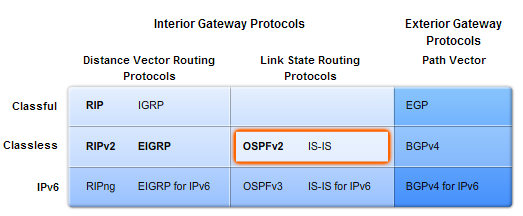 Interior Gateway Protocols
Exterior Gateway
Protocols
Distance Vector Routing
Protocols
Link State Routing
Protocols
Path Vector
Classful
RIP IGRP
EGP
Classless
RIPv2 EIGRP
OSPFv2 IS-IS
BGPv4
IPv6
RIPng EIGRP for IPv6
OSPFv3 IS-IS for IPv6
BGPv4 for IPv6